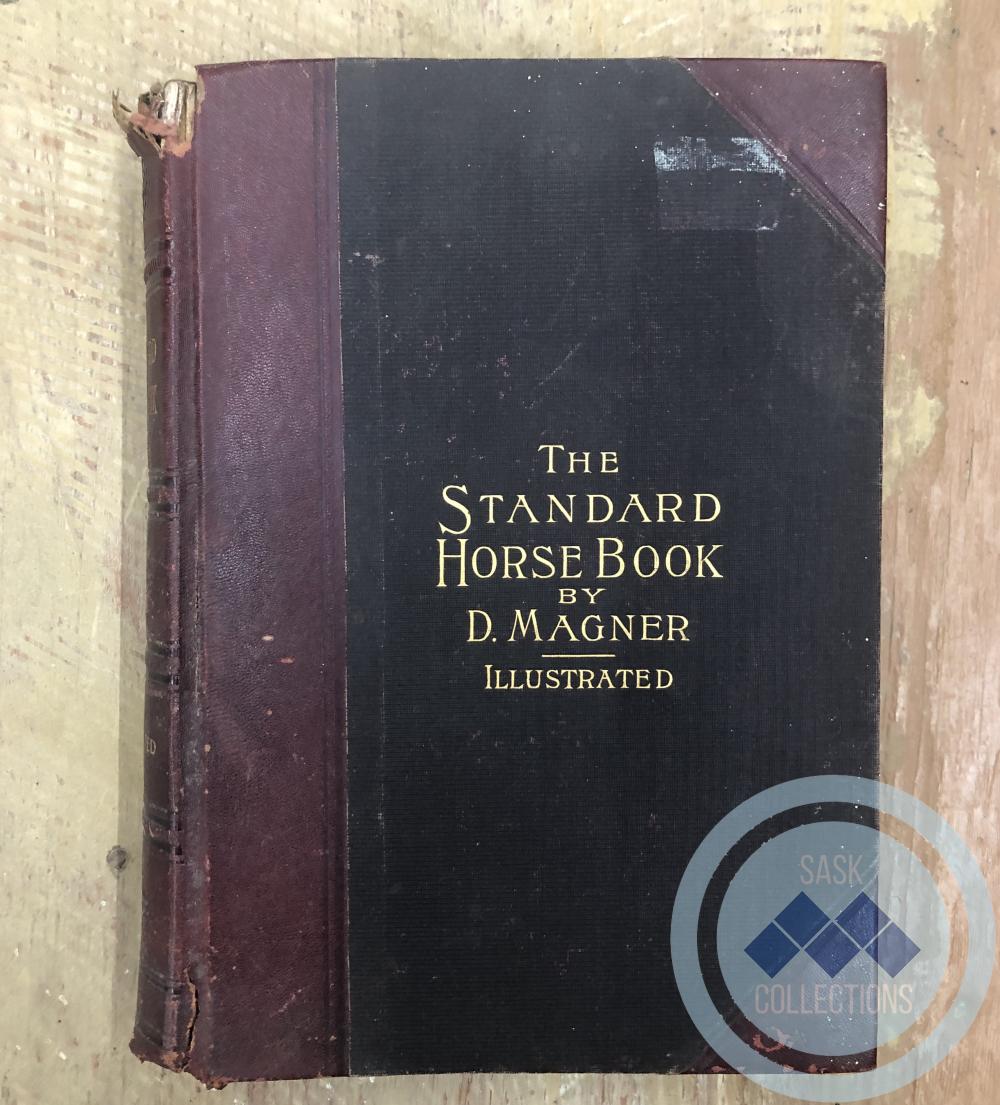 THE
STANDARD
HORSE BOOK
BY
D. MAGNER
ILLUSTRATED
SASK
COLLECTIONS